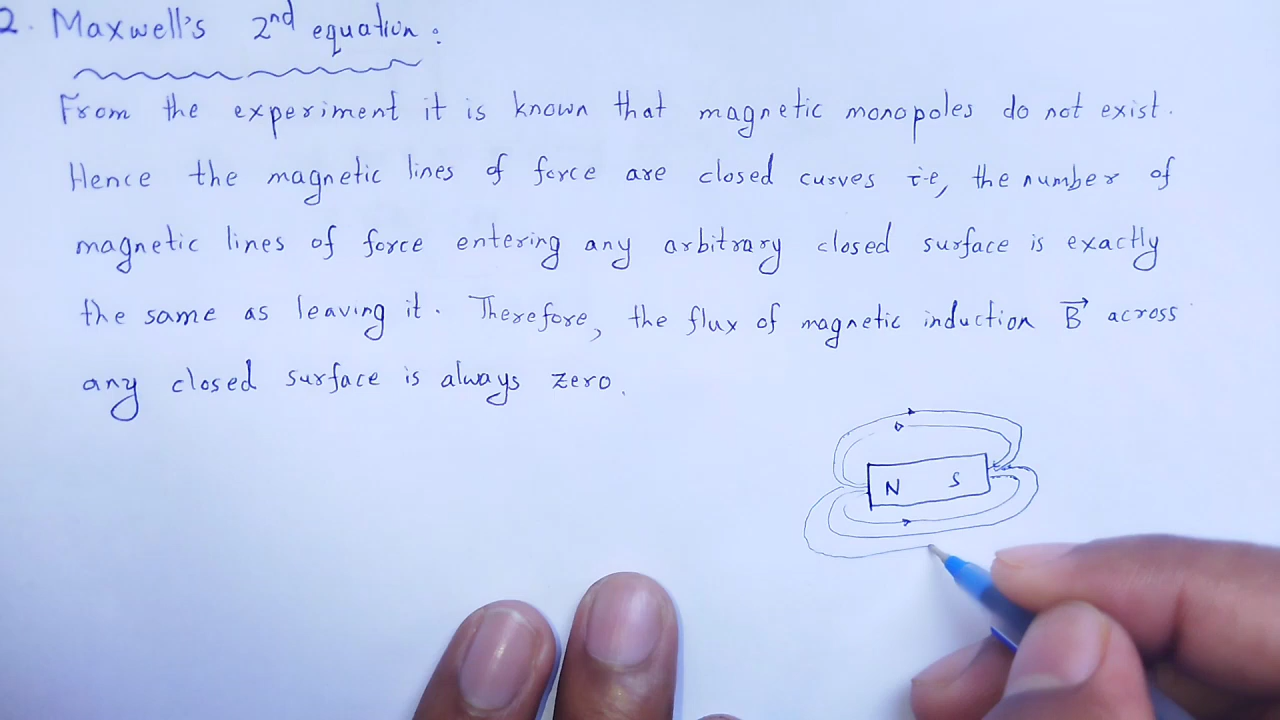 2. Maxwell's 2nd equation:
From the experiment it is known that magnetic monopoles do not exist.
Hence the magnetic lines of force are closed curves i-e, the number of
magnetic lines of force entering any arbitrary closed surface is exactly
the same as leaving it. Therefore, the flux of magnetic induction B⃗ across
any closed surface is always zero.
N S